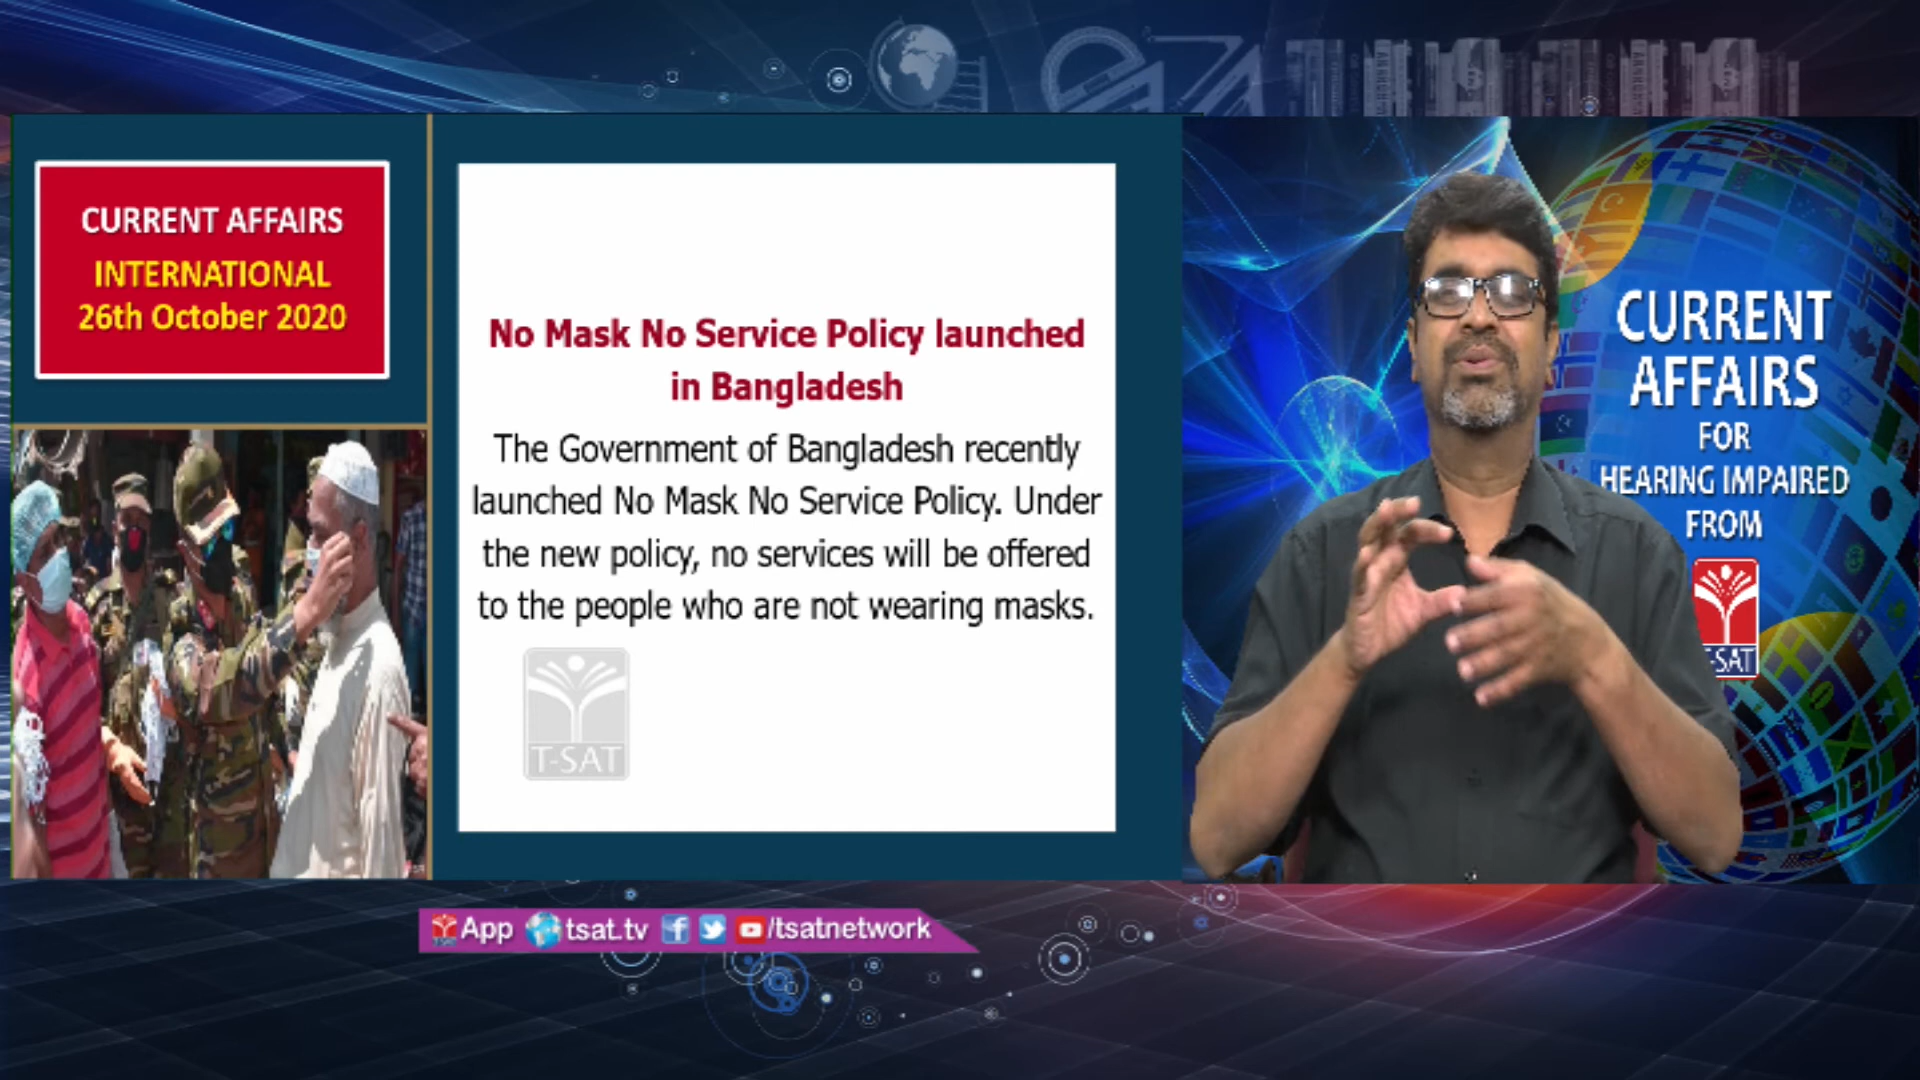 CURRENT AFFAIRS
INTERNATIONAL
26th October 2020
No Mask No Service Policy launched
in Bangladesh
The Government of Bangladesh recently
launched No Mask No Service Policy. Under
the new policy, no services will be offered
to the people who are not wearing masks.
T-SAT
CURRENT
AFFAIRS
FOR
HEARING IMPAIRED
FROM
-SAT
App tsat.tv /tsatnetwork